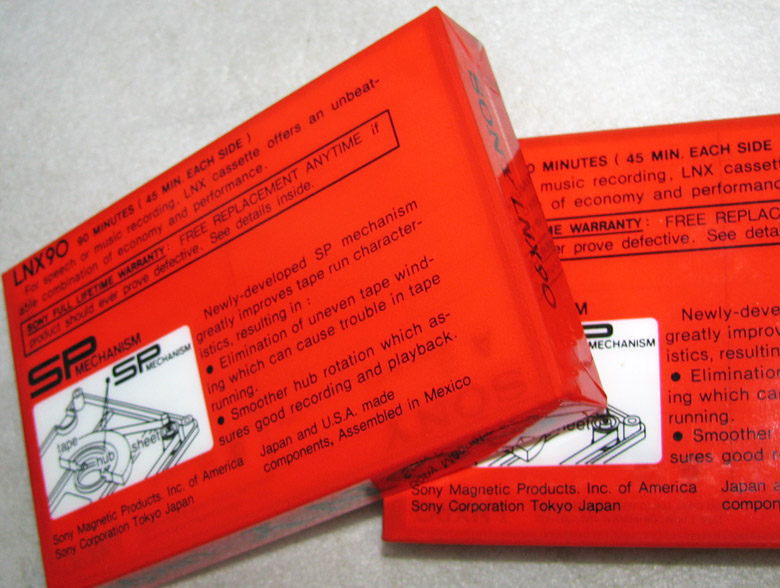 LNX90 90 MINUTES ( 45 MIN. EACH SIDE )
For speech or music recording, LNX cassette offers an unbeat-
able combination of economy and performance.
SONY FULL LIFETIME WARRANTY: FREE REPLACEMENT ANYTIME if
product should ever prove defective. See details inside.
SP MECHANISM
SP MECHANISM
tape
hub
sheet
Newly-developed SP mechanism
greatly improves tape run character-
istics, resulting in :
● Elimination of uneven tape wind-
ing which can cause trouble in tape
running.
● Smoother hub rotation which as-
sures good recording and playback.
Japan and U.S.A. made
components, Assembled in Mexico
Sony Magnetic Products. Inc. of America
Sony Corporation Tokyo Japan
SONY LNX90
0 MINUTES ( 45 MIN. EACH SIDE
music recording, LNX cassett
of economy and performanc
ME WARRANTY: FREE REPLAC
er prove defective. See deta
M
P MECHANISM
heet
Newly-deve
greatly improv
istics, resultin
● Elimination
ing which ca
running.
● Smoother
sures good r
Sony Magnetic Products. Inc. of America
Sony Corporation Tokyo Japan
Japan a
compon